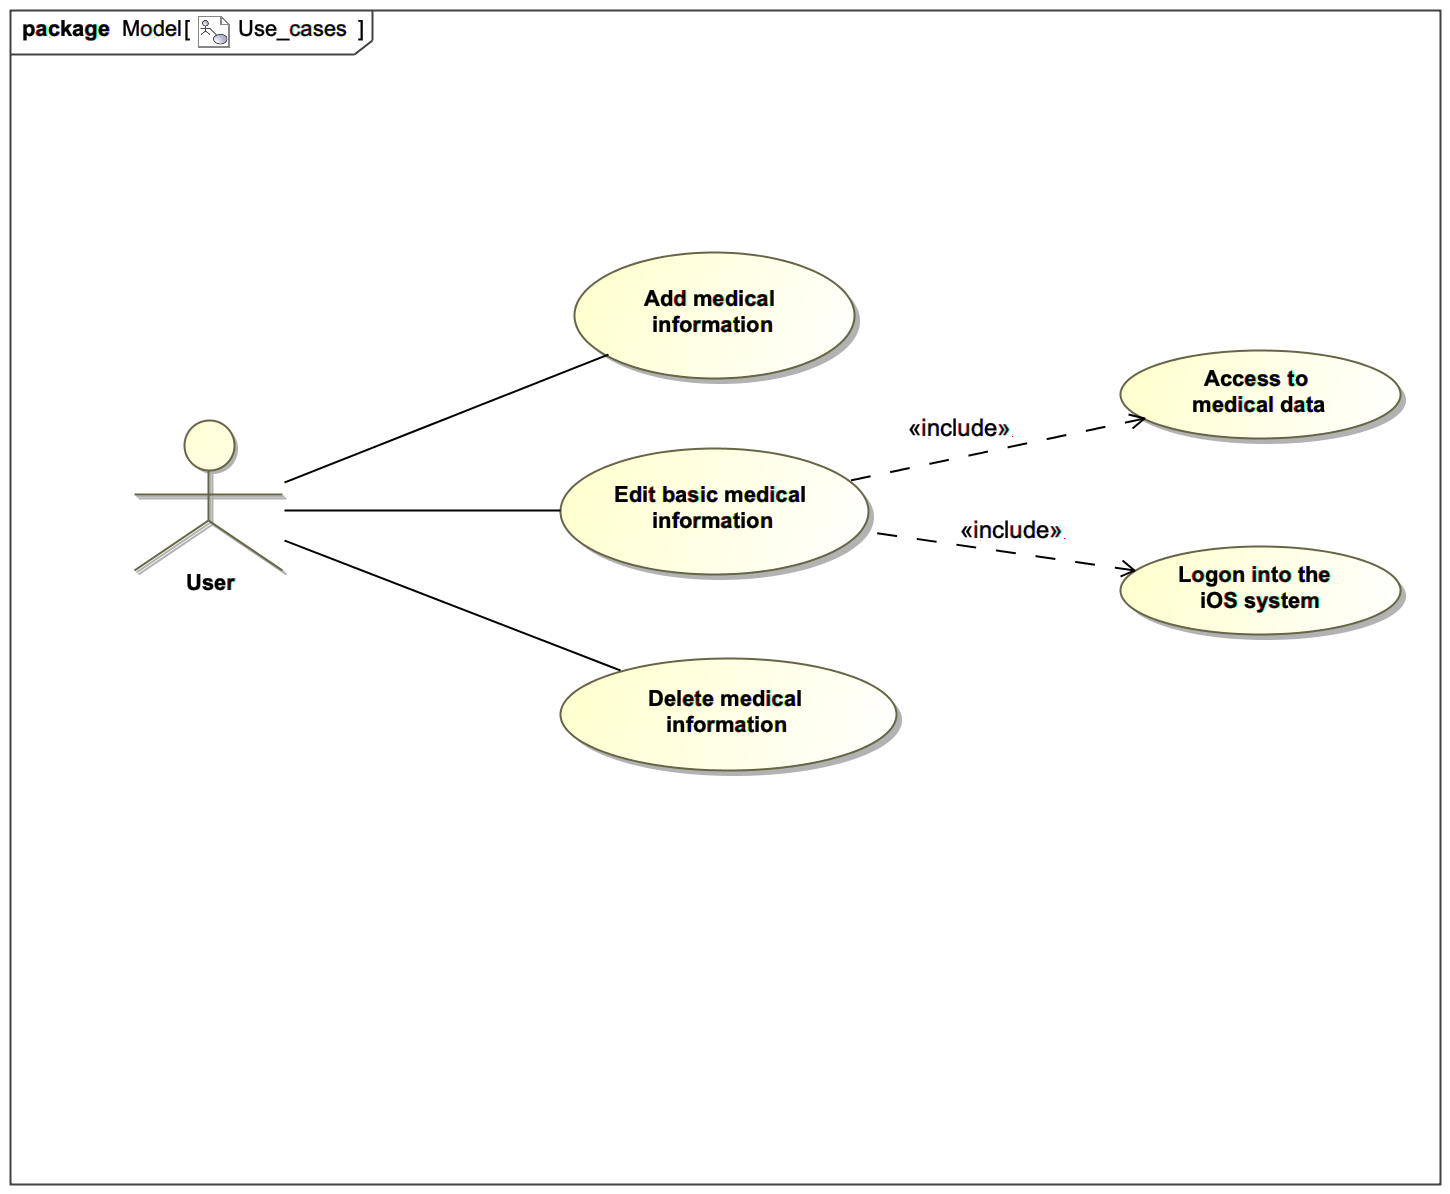 package Model[ Use_cases ]
Add medical
information
Access to
medical data
«include»
Edit basic medical
information
«include»
Logon into the
iOS system
User
Delete medical
information